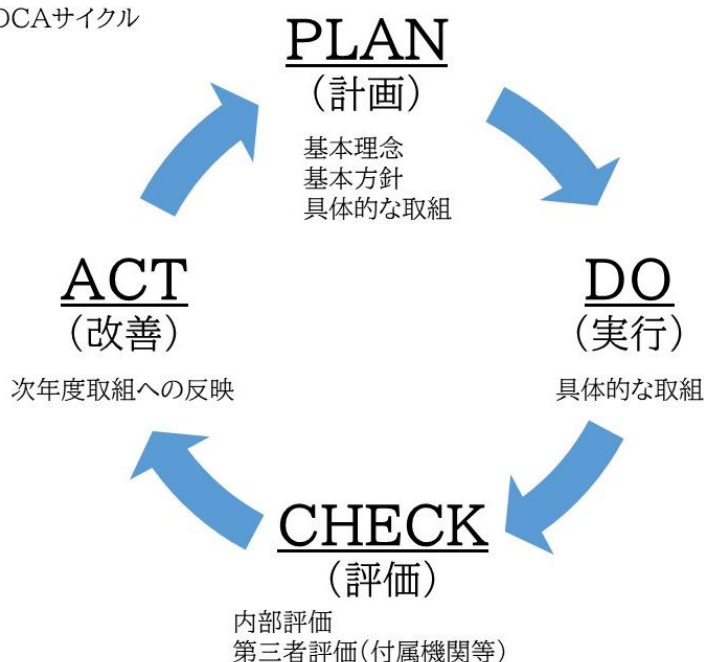 DCAサイクル
PLAN
（計画）
基本理念
基本方針
具体的な取組
ACT
（改善）
次年度取組への反映
DO
（実行）
具体的な取組
CHECK
（評価）
内部評価
第三者評価（付属機関等）